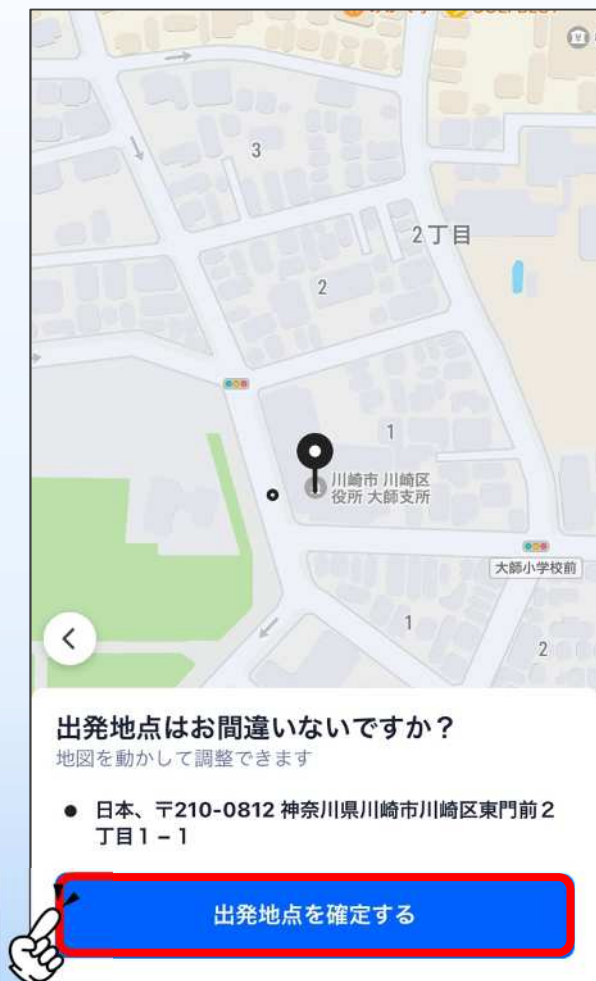 3
2丁目
2
1
川崎市 川崎区
役所 大師支所
大師小学校前
1
2
出発地点はお間違いないですか？
地図を動かして調整できます
日本、〒210-0812 神奈川県川崎市川崎区東門前２
丁目１−１
出発地点を確定する